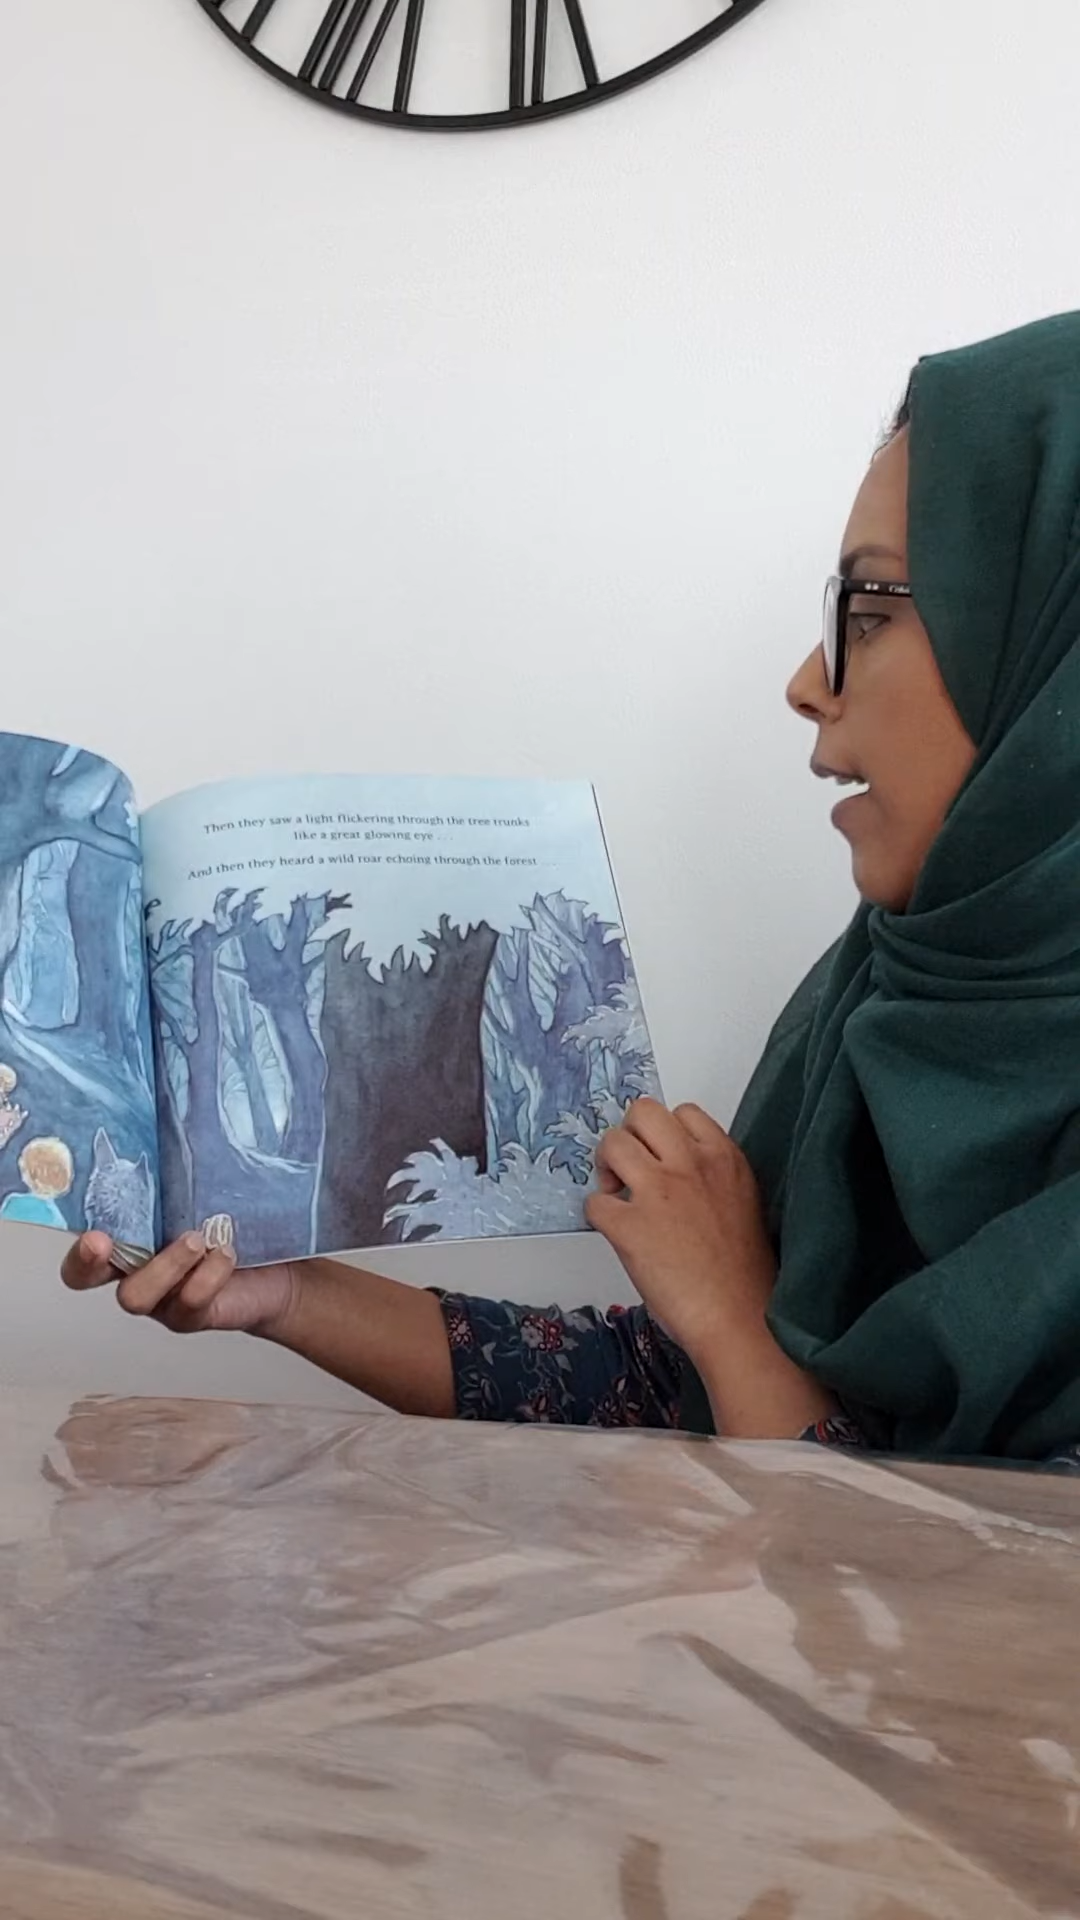 Then they saw a light flickering through the tree trunks
like a great glowing eye . . .
And then they heard a wild roar echoing through the forest . . .